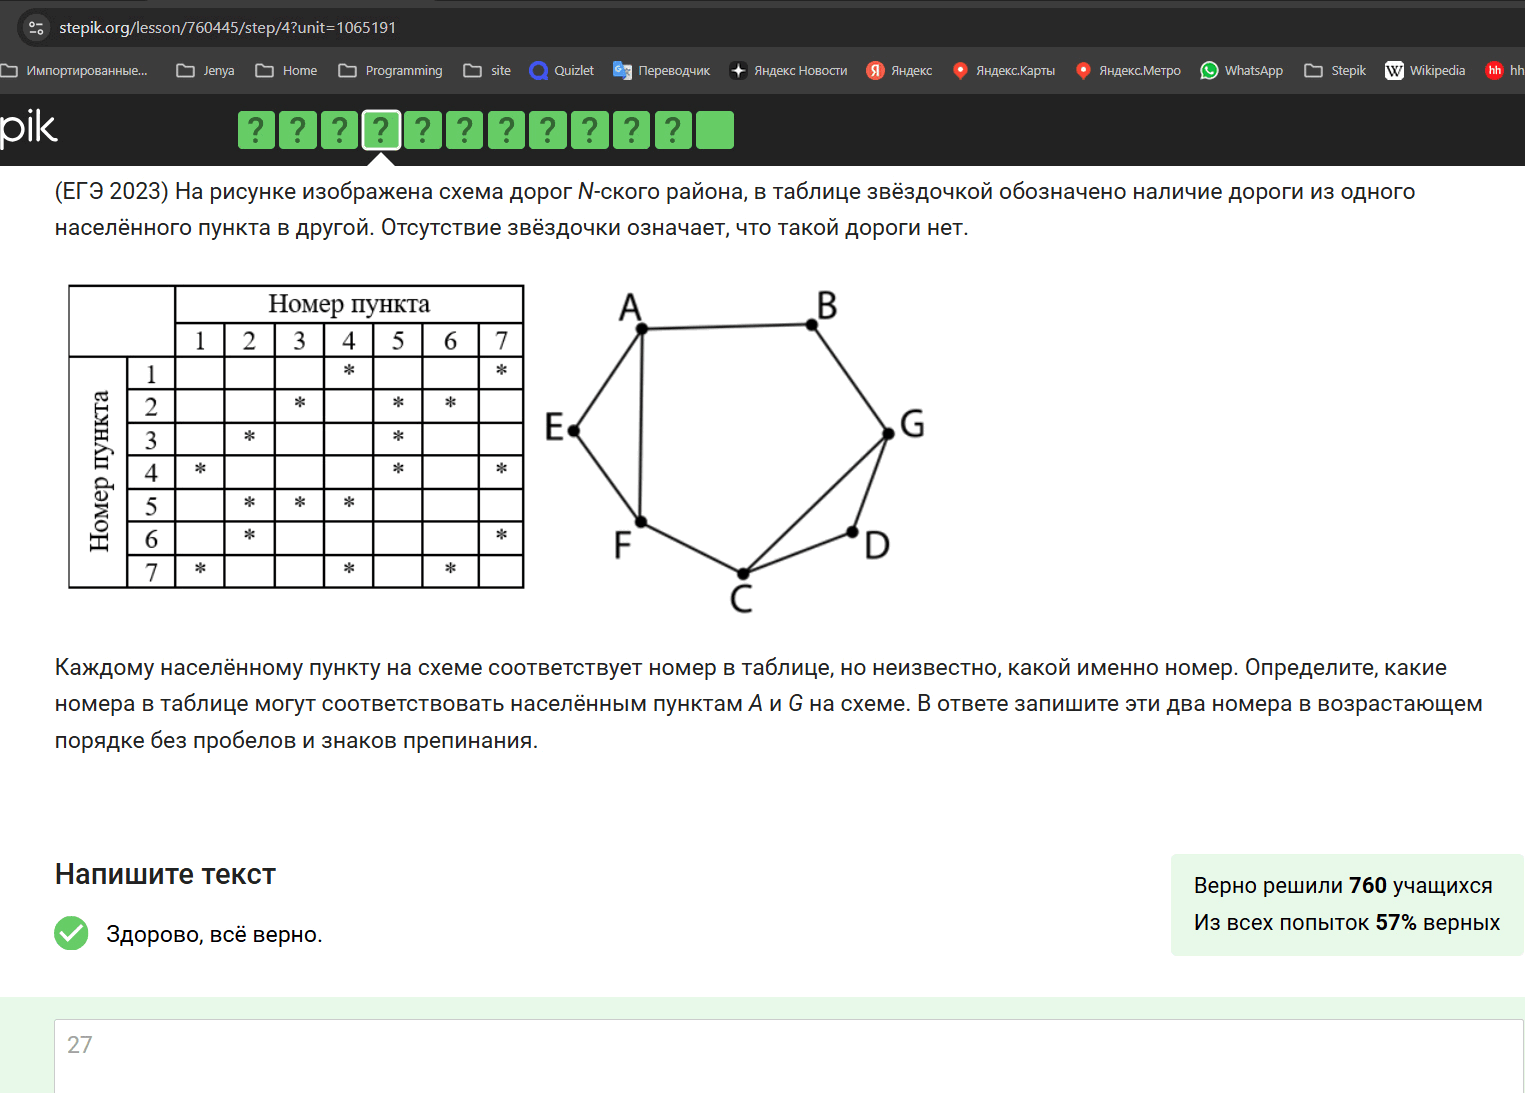 stepik.org/lesson/760445/step/4?unit=1065191
Импортированные... Jenya Home Programming site Quizlet Переводчик Яндекс Новости Яндекс Яндекс.Карты Яндекс.Метро WhatsApp Stepik Wikipedia hh hh
pik ? ? ? ? ? ? ? ? ? ? ?
(ЕГЭ 2023) На рисунке изображена схема дорог N-ского района, в таблице звёздочкой обозначено наличие дороги из одного
населённого пункта в другой. Отсутствие звёздочки означает, что такой дороги нет.
Номер пункта
1 2 3 4 5 6 7
Номер пункта
1 * *
2 * * *
3 * *
4 * * *
5 * * *
6 * *
7 * * *
A
B
E
G
F
D
C
Каждому населённому пункту на схеме соответствует номер в таблице, но неизвестно, какой именно номер. Определите, какие
номера в таблице могут соответствовать населённым пунктам A и G на схеме. В ответе запишите эти два номера в возрастающем
порядке без пробелов и знаков препинания.
Напишите текст
Здорово, всё верно.
Верно решили 760 учащихся
Из всех попыток 57% верных
27